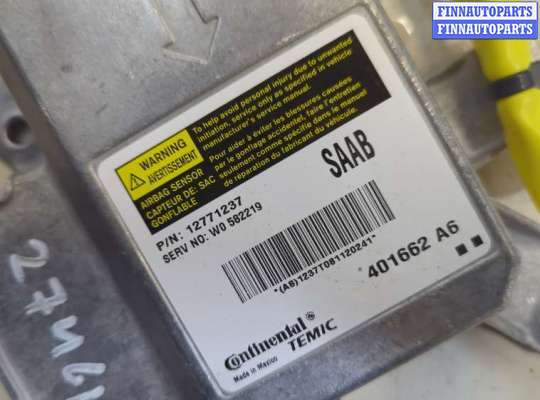 FINNAUTOPARTS
FINNAUTOPARTS
WARNING
AVERTISSEMENT
AIRBAG SENSOR
CAPTEUR DE: SAC
GONFLABLE
To help avoid personal injury due to unwanted
initiation, service only as specified in vehicle
manufacturer's service manual.
Pour aider à éviter les blessures causées
par le gonflage accidentel, faire l'entretien
seulement comme spécifié dans le manuel
de réparation du fabricant du véhicule.
SAAB
P/N: 12771237
SERV NO: W0 582219
*(A8)1237T081120241*
401662 A6
Continental
TEMIC
Made in Mexico